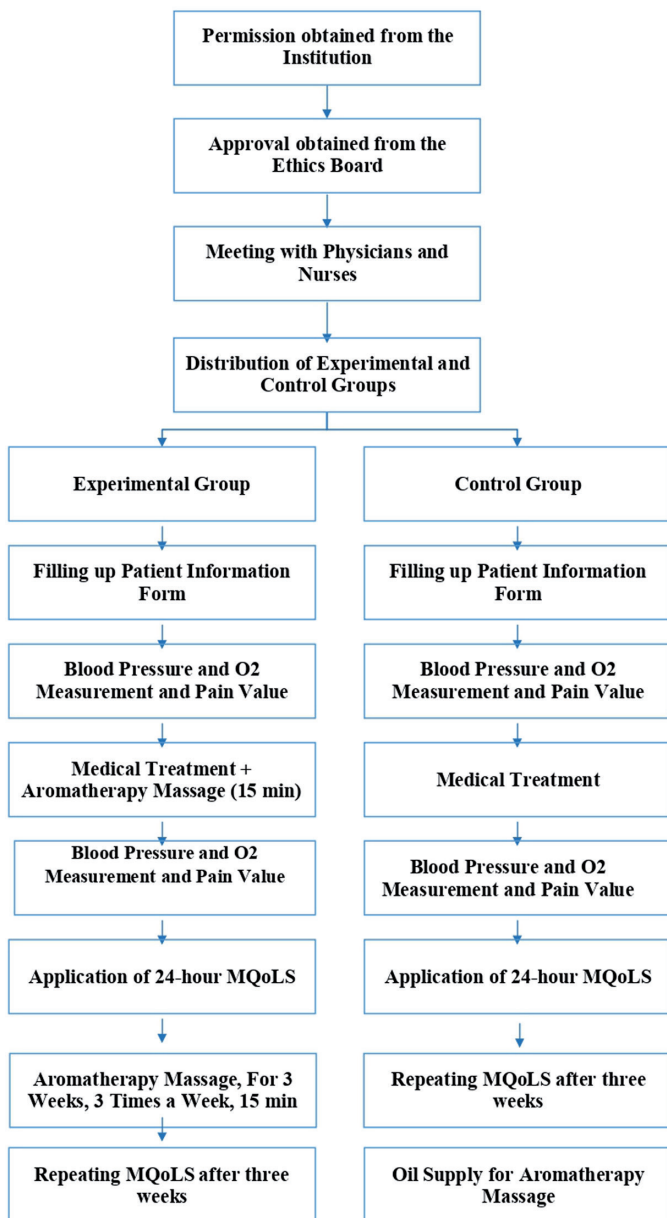 Permission obtained from the
Institution
Approval obtained from the
Ethics Board
Meeting with Physicians and
Nurses
Distribution of Experimental and
Control Groups
Experimental Group
Control Group
Filling up Patient Information
Form
Filling up Patient Information
Form
Blood Pressure and O2
Measurement and Pain Value
Blood Pressure and O2
Measurement and Pain Value
Medical Treatment +
Aromatherapy Massage (15 min)
Medical Treatment
Blood Pressure and O2
Measurement and Pain Value
Blood Pressure and O2
Measurement and Pain Value
Application of 24-hour MQoLS
Application of 24-hour MQoLS
Aromatherapy Massage, For 3
Weeks, 3 Times a Week, 15 min
Repeating MQoLS after three
weeks
Repeating MQoLS after three
weeks
Oil Supply for Aromatherapy
Massage